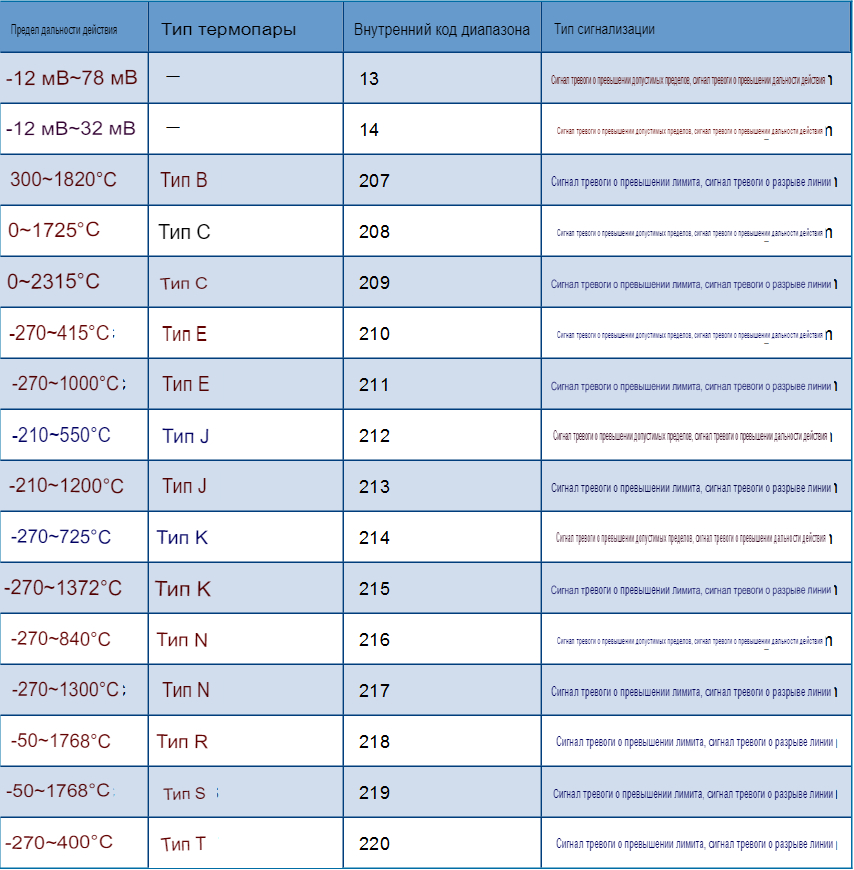 Предел дальности действия Тип термопары Внутренний код диапазона Тип сигнализации
-12 мВ~78 мВ — 13 Сигнал тревоги о превышении допустимых пределов, сигнал тревоги о превышении дальности действия
-12 мВ~32 мВ — 14 Сигнал тревоги о превышении допустимых пределов, сигнал тревоги о превышении дальности действия
300~1820°C Тип B 207 Сигнал тревоги о превышении лимита, сигнал тревоги о разрыве линии
0~1725°C Тип C 208 Сигнал тревоги о превышении допустимых пределов, сигнал тревоги о превышении дальности действия
0~2315°C Тип C 209 Сигнал тревоги о превышении лимита, сигнал тревоги о разрыве линии
-270~415°C; Тип E 210 Сигнал тревоги о превышении допустимых пределов, сигнал тревоги о превышении дальности действия
-270~1000°C; Тип E 211 Сигнал тревоги о превышении лимита, сигнал тревоги о разрыве линии
-210~550°C Тип J 212 Сигнал тревоги о превышении допустимых пределов, сигнал тревоги о превышении дальности действия
-210~1200°C Тип J 213 Сигнал тревоги о превышении лимита, сигнал тревоги о разрыве линии
-270~725°C Тип K 214 Сигнал тревоги о превышении допустимых пределов, сигнал тревоги о превышении дальности действия
-270~1372°C Тип K 215 Сигнал тревоги о превышении лимита, сигнал тревоги о разрыве линии
-270~840°C Тип N 216 Сигнал тревоги о превышении допустимых пределов, сигнал тревоги о превышении дальности действия
-270~1300°C; Тип N 217 Сигнал тревоги о превышении лимита, сигнал тревоги о разрыве линии
-50~1768°C Тип R 218 Сигнал тревоги о превышении лимита, сигнал тревоги о разрыве линии
-50~1768°C; Тип S ; 219 Сигнал тревоги о превышении лимита, сигнал тревоги о разрыве линии
-270~400°C Тип T 220 Сигнал тревоги о превышении лимита, сигнал тревоги о разрыве линии